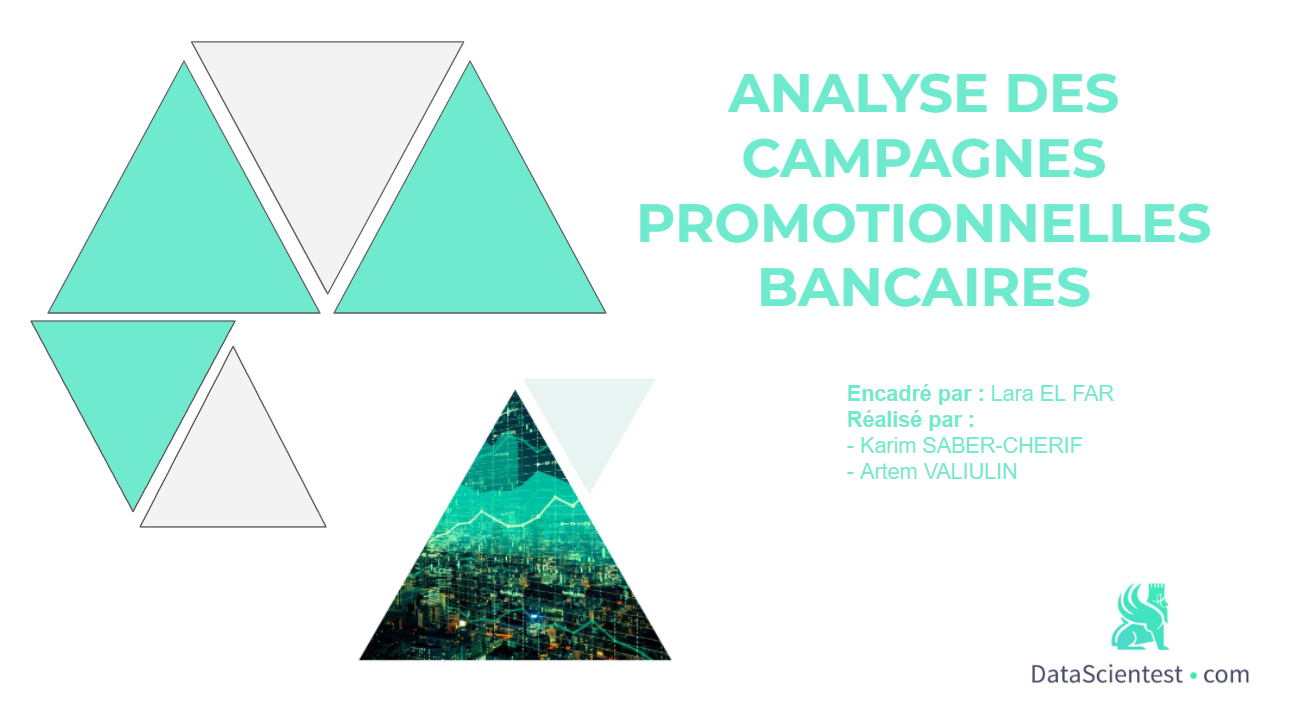 ANALYSE DES
CAMPAGNES
PROMOTIONNELLES
BANCAIRES
Encadré par : Lara EL FAR
Réalisé par :
- Karim SABER-CHERIF
- Artem VALIULIN
DataScientest • com